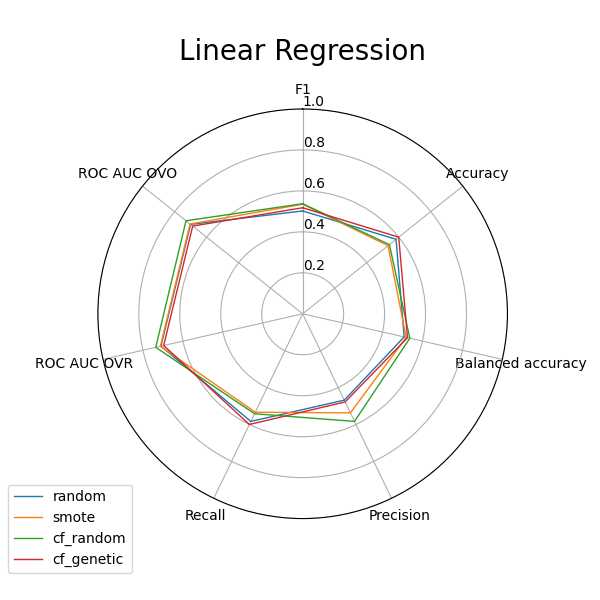 Linear Regression
F1
1.0
0.8
0.6
0.4
0.2
ROC AUC OVO
Accuracy
ROC AUC OVR
Balanced accuracy
Recall
Precision
random
smote
cf_random
cf_genetic